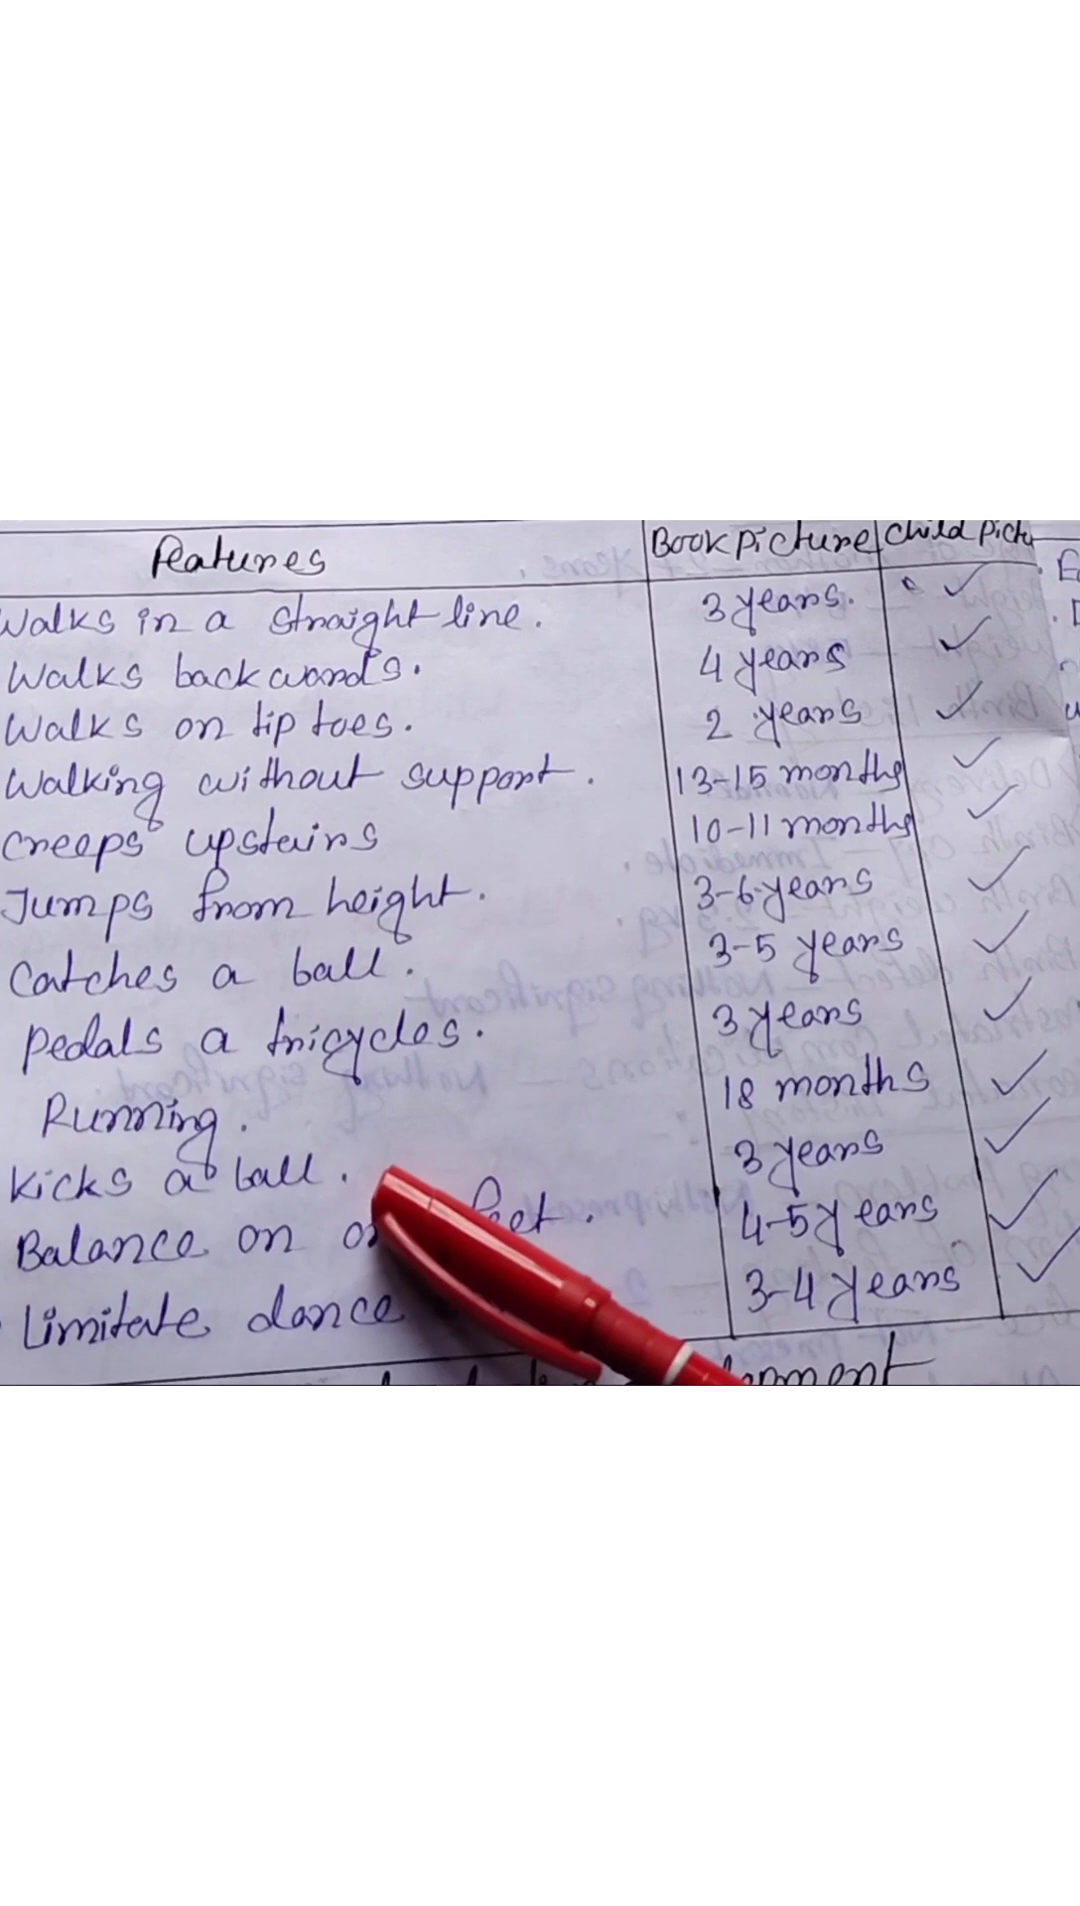 Features Book Picture Child Pictu
Walks in a straight line. 3 years. ✓
Walks backwards. 4 years ✓
Walks on tip toes. 2 years ✓
Walking without support. 13-15 months ✓
Creeps upstairs 10-11 months ✓
Jumps from height. 3-6 years ✓
Catches a ball. 3-5 years ✓
Pedals a tricycles. 3 years ✓
Running. 18 months ✓
Kicks a ball. 3 years ✓
Balance on feet. 4-5 years ✓
Limitate dance 3-4 years ✓